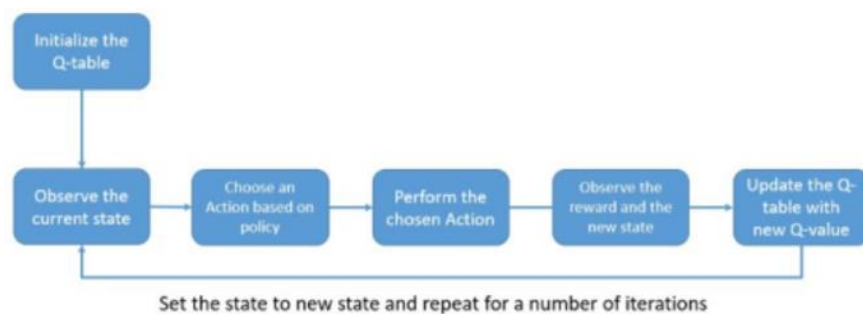 Initialize the
Q-table
Observe the
current state
Choose an
Action based on
policy
Perform the
chosen Action
Observe the
reward and the
new state
Update the Q-
table with
new Q-value
Set the state to new state and repeat for a number of iterations